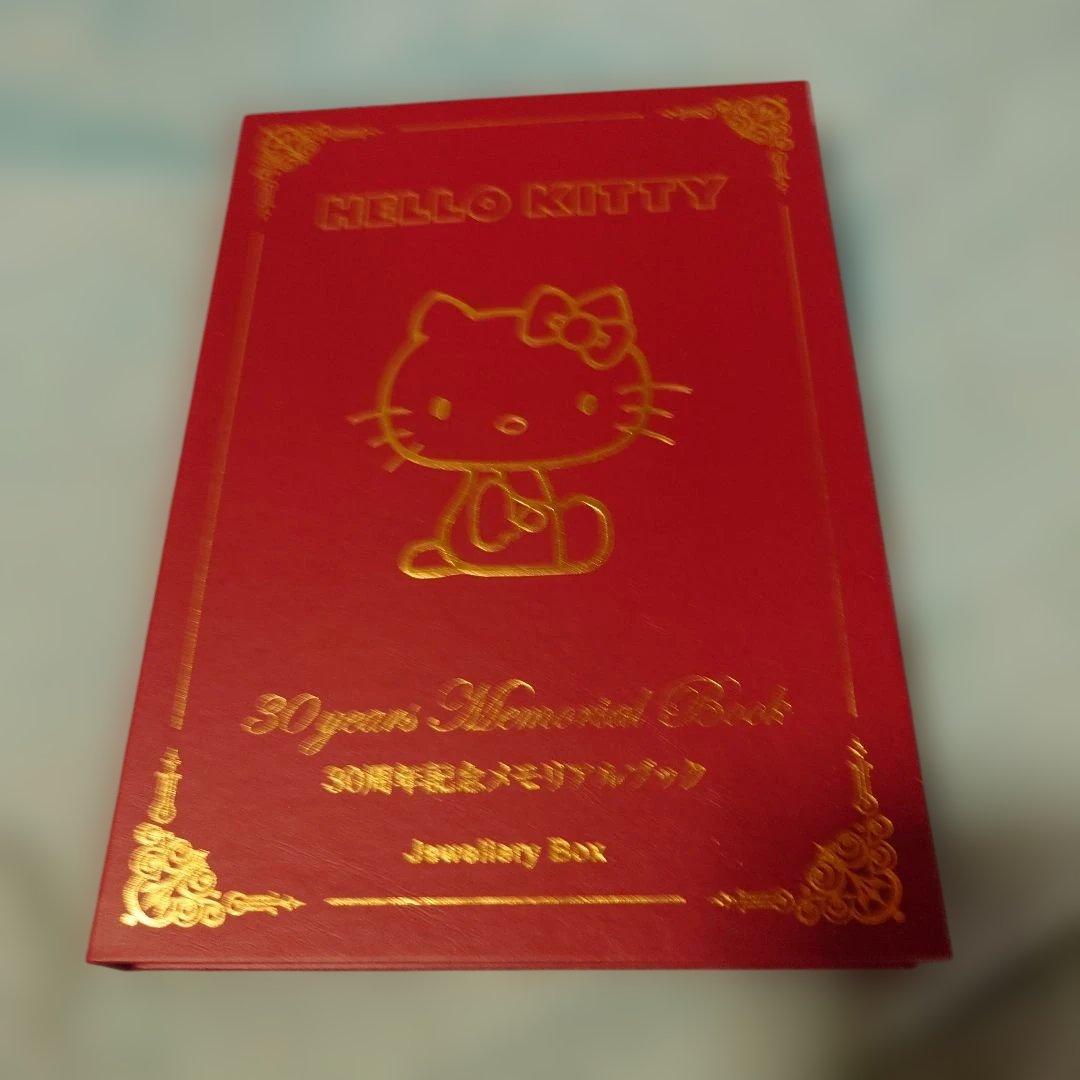 HELLO KITTY
30 years Memorial Book
30周年記念メモリアルブック
Jewellery Box